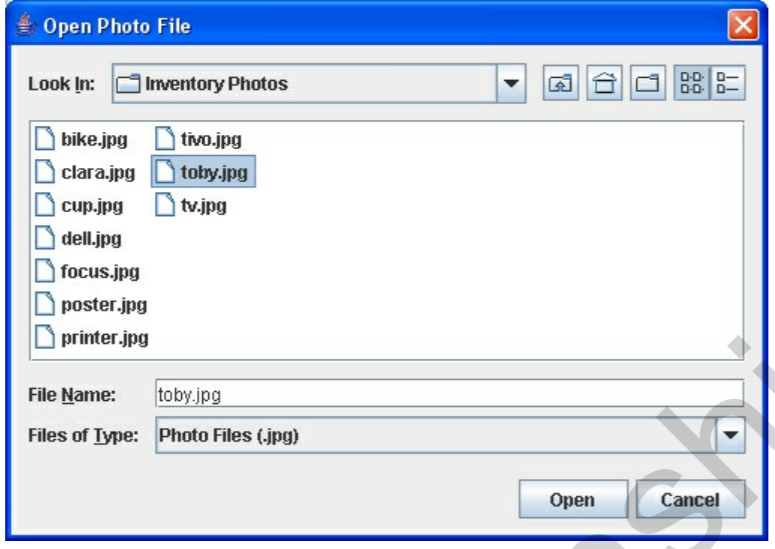 Open Photo File
Look In: Inventory Photos
bike.jpg tivo.jpg
clara.jpg toby.jpg
cup.jpg tv.jpg
dell.jpg
focus.jpg
poster.jpg
printer.jpg
File Name: toby.jpg
Files of Type: Photo Files (.jpg)
Open Cancel